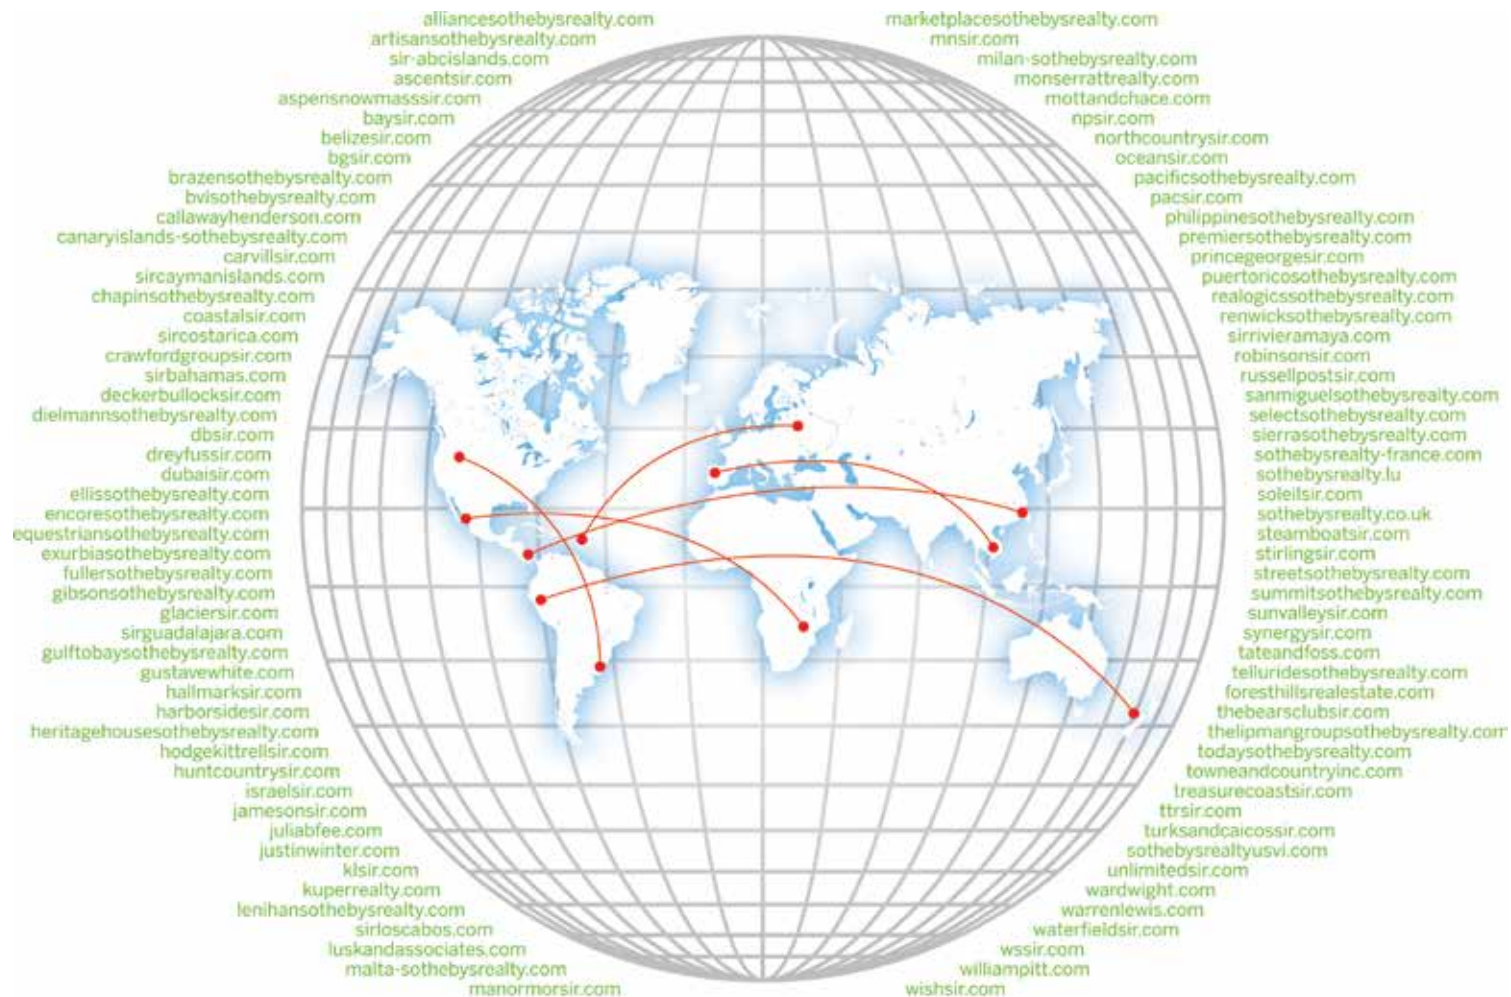 alliancesothebysrealty.com
artisansothebysrealty.com
sir-abcislands.com
ascentsir.com
aspensnowmasssir.com
baysir.com
belizesir.com
bgsir.com
brazensothebysrealty.com
bvisothebysrealty.com
callawayhenderson.com
canaryislands-sothebysrealty.com
carvillsir.com
sircaymanislands.com
chapinsothebysrealty.com
coastalsir.com
sircostarica.com
crawfordgroupsir.com
sirbahamas.com
deckerbullocksir.com
dielmannsothebysrealty.com
dbsir.com
dreyfussir.com
dubaisir.com
ellissothebysrealty.com
encoresothebysrealty.com
equestriansothebysrealty.com
exurbiasothebysrealty.com
fullersothebysrealty.com
gibsonsothebysrealty.com
glaciersir.com
sirguadalajara.com
gulftobaysothebysrealty.com
gustavewhite.com
hallmarksir.com
harborsidesir.com
heritagehousesothebysrealty.com
hodgekittrellsir.com
huntcountrysir.com
israelsir.com
jamesonsir.com
juliabfee.com
justinwinter.com
klsir.com
kuperrealty.com
lenihansothebysrealty.com
sirloscabos.com
luskandassociates.com
malta-sothebysrealty.com
manormorsir.com
marketplacesothebysrealty.com
mnsir.com
milan-sothebysrealty.com
monserrattrealty.com
mottandchace.com
npsir.com
northcountrysir.com
oceansir.com
pacificsothebysrealty.com
pacsir.com
philippinesothebysrealty.com
premiersothebysrealty.com
princegeorgesir.com
puertoricosothebysrealty.com
realogicssothebysrealty.com
renwicksothebysrealty.com
sirrivieramaya.com
robinsonsir.com
russellpostsir.com
sanmiguelsothebysrealty.com
selectsothebysrealty.com
sierrasothebysrealty.com
sothebysrealty-france.com
sothebysrealty.lu
soleilsir.com
sothebysrealty.co.uk
steamboatsir.com
stirlingsir.com
streetsothebysrealty.com
summitsothebysrealty.com
sunvalleysir.com
synergysir.com
tateandfoss.com
telluridesothebysrealty.com
foresthillsrealestate.com
thebearsclubsir.com
thelipmangroupsothebysrealty.com
todaysothebysrealty.com
towneandcountryinc.com
treasurecoastsir.com
ttrsir.com
turksandcaicossir.com
sothebysrealtyusvi.com
unlimitedsir.com
wardwight.com
warrenlewis.com
waterfieldsir.com
wssir.com
williampitt.com
wishsir.com